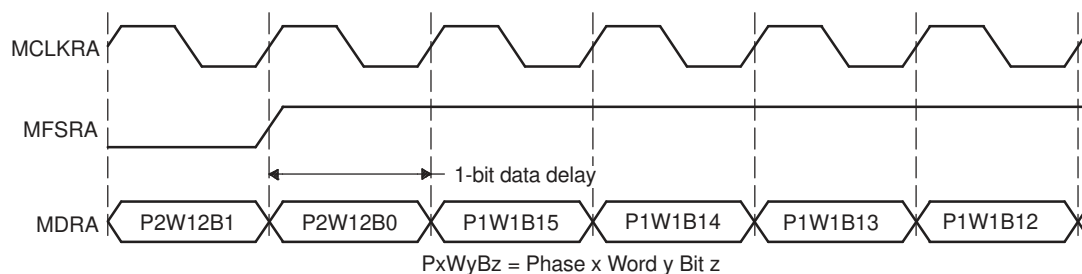 MCLKRA
MFSRA
1-bit data delay
MDRA P2W12B1 P2W12B0 P1W1B15 P1W1B14 P1W1B13 P1W1B12
PxWyBz = Phase x Word y Bit z